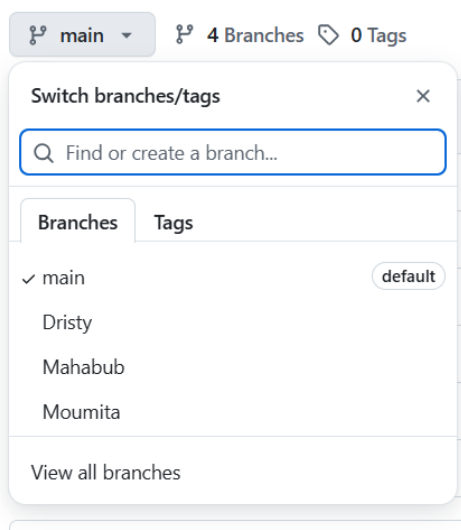 main 4 Branches 0 Tags
Switch branches/tags
Find or create a branch...
Branches Tags
main default
Dristy
Mahabub
Moumita
View all branches